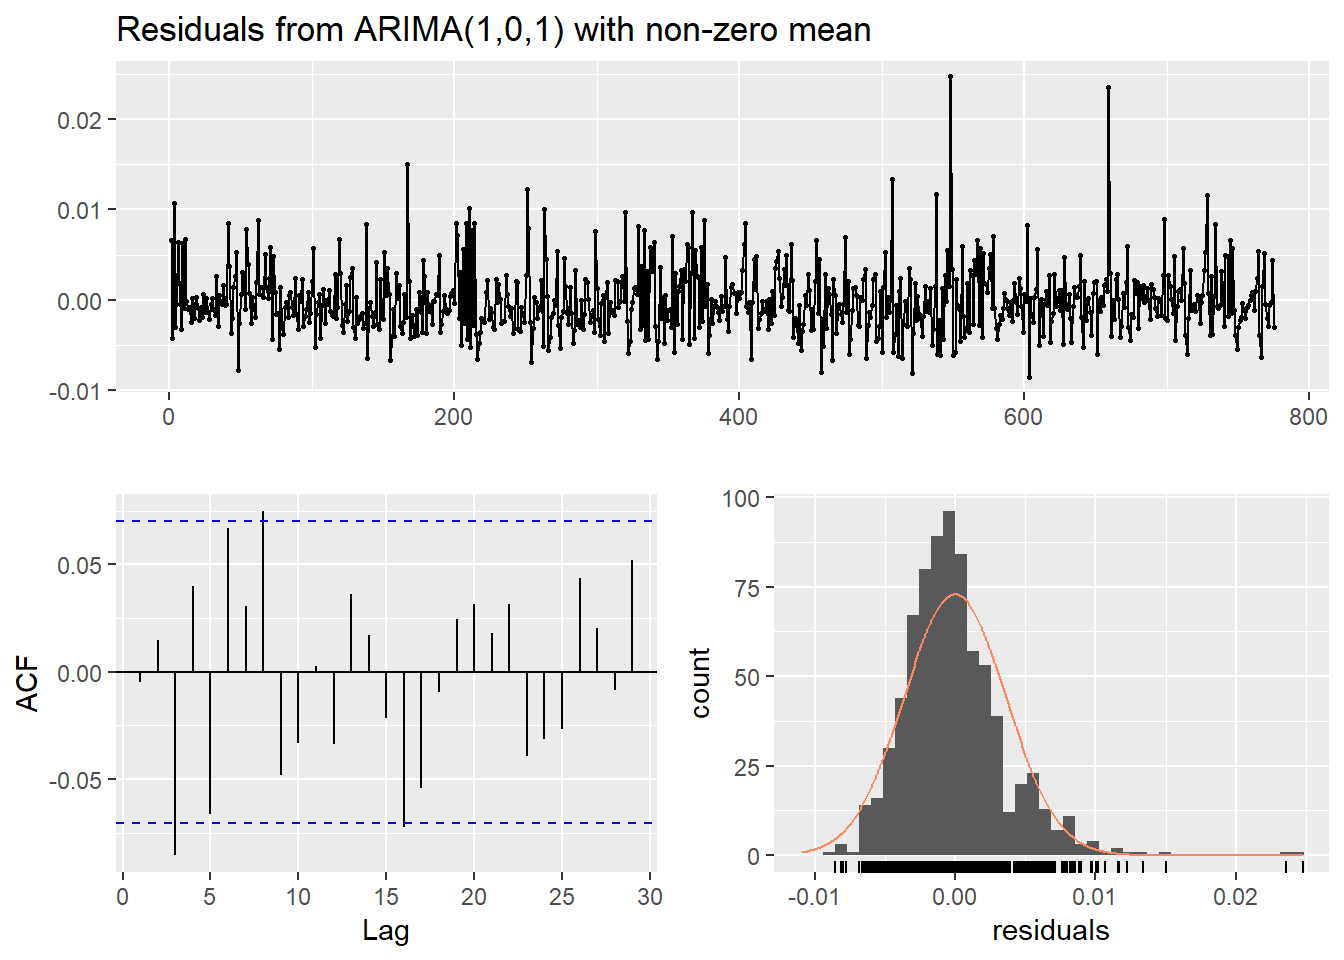 Residuals from ARIMA(1,0,1) with non-zero mean
0.02
0.01
0.00
-0.01
0 200 400 600 800
0.05
0.00
-0.05
ACF
0 5 10 15 20 25 30
Lag
100
75
50
25
0
count
-0.01 0.00 0.01 0.02
residuals